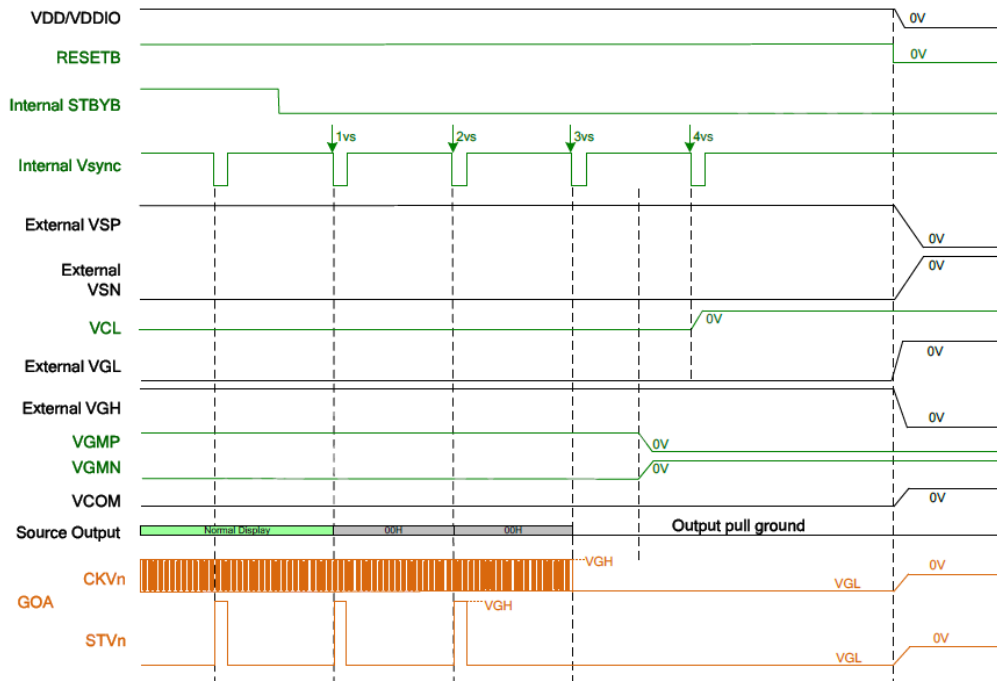 VDD/VDDIO
0V
RESETB
0V
Internal STBYB
1vs 2vs 3vs 4vs
Internal Vsync
External VSP
0V
External
VSN
0V
VCL
0V
External VGL
0V
External VGH
0V
VGMP
0V
VGMN
0V
VCOM
0V
Source Output
Normal Display
00H
00H
Output pull ground
CKVn
VGH
VGL
0V
GOA
STVn
VGH
VGL
0V